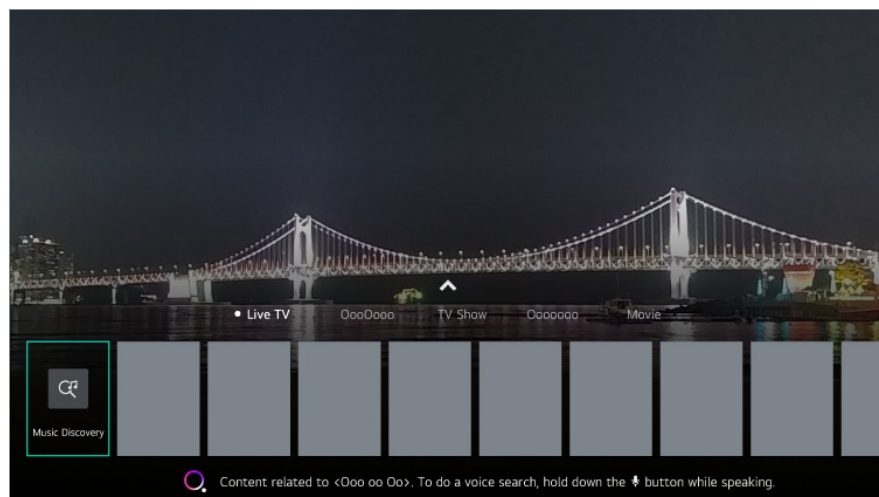 Live TV OooOooo TV Show Ooooooo Movie
Music Discovery
Content related to <Ooo oo Oo>. To do a voice search, hold down the button while speaking.